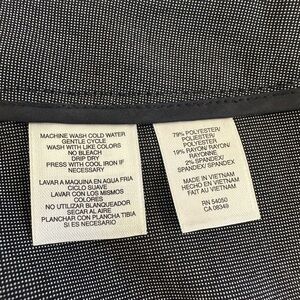 MACHINE WASH COLD WATER
GENTLE CYCLE
WASH WITH LIKE COLORS
NO BLEACH
DRIP DRY
PRESS WITH COOL IRON IF
NECESSARY
LAVAR A MAQUINA EN AGUA FRIA
CICLO SUAVE
LAVAR CON LOS MISMOS
COLORES
NO UTILIZAR BLANQUEADOR
SECAR AL AIRE
PLANCHAR CON PLANCHA TIBIA
SI ES NECESARIO
79% POLYESTER/
POLIESTER/
POLYESTER
19% RAYON/ RAYON/
RAYONNE
2% SPANDEX/
SPANDEX/SPANDEX
MADE IN VIETNAM
HECHO EN VIETNAM
FAIT AU VIETNAM
RN 54050
CA 08349